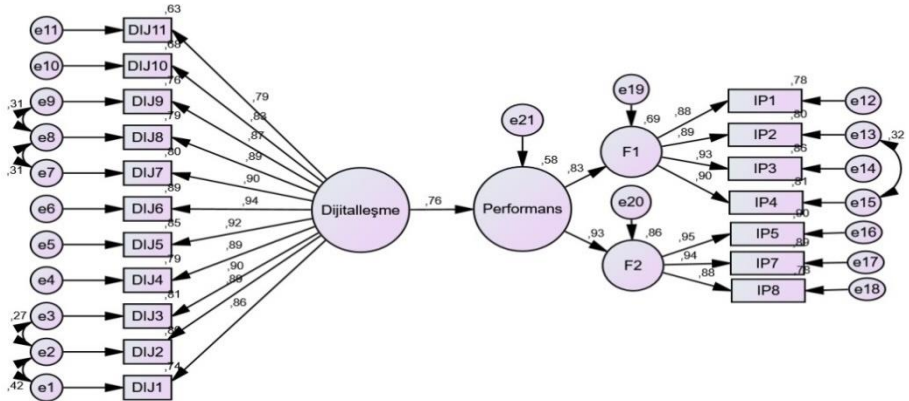 ,63
e11 DIJ11
,68
e10 DIJ10
,76
,79
,31 e9 DIJ9
,83
,79
,87
e8 DIJ8
,89
,80
,31 e7 DIJ7
,90
,89
e6 DIJ6
,94
,85
e5 DIJ5
,92
,79
e4 DIJ4
,89
,81
,90
,27 e3 DIJ3
,86
e2 DIJ2
,74
,42 e1 DIJ1
Dijitalleşme
,76
e21
,58
Performans
,83
,93
e19
,69
F1
e20
,86
F2
,78
,88 IP1 e12
,80
,89 IP2 e13
,32
,86
,93 IP3 e14
,81
,90 IP4 e15
,90
,95 IP5 e16
,89
,94 IP7 e17
,78
,88 IP8 e18